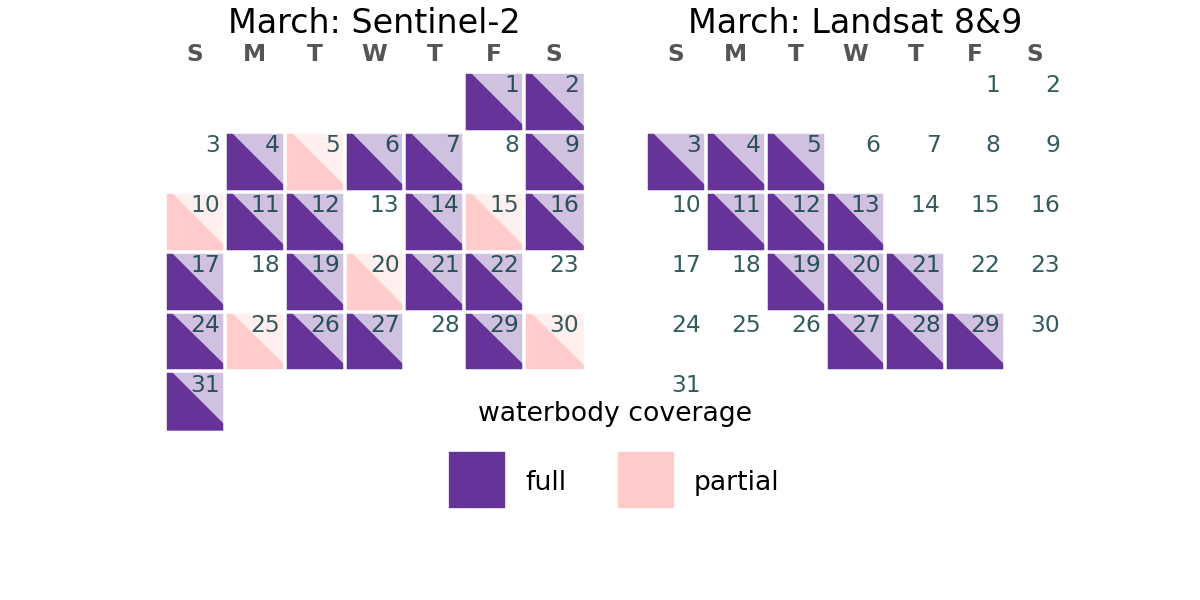 March: Sentinel-2
S M T W T F S
1 2
3 4 5 6 7 8 9
10 11 12 13 14 15 16
17 18 19 20 21 22 23
24 25 26 27 28 29 30
31
March: Landsat 8&9
S M T W T F S
1 2
3 4 5 6 7 8 9
10 11 12 13 14 15 16
17 18 19 20 21 22 23
24 25 26 27 28 29 30
31
waterbody coverage
full partial